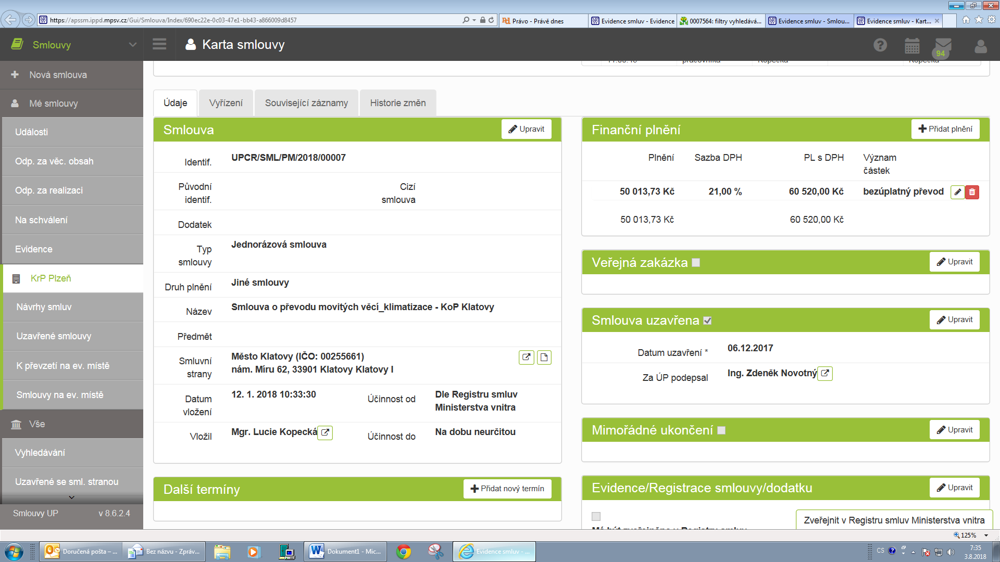 https://apssm.ippd.mpsv.cz/Gui/Smlouva/Index/690ec22e-0c03-47e1-bb43-a866009d8457
Právo - Právě dnes
Evidence smluv - Evidence
0007564: filtry vyhledává...
Evidence smluv - Smlou...
Evidence smluv - Kart...
Smlouvy
Karta smlouvy
94
Nová smlouva
Mé smlouvy
Události
Odp. za věc. obsah
Odp. za realizaci
Na schválení
Evidence
KrP Plzeň
Návrhy smluv
Uzavřené smlouvy
K převzetí na ev. místě
Smlouvy na ev. místě
Vše
Vyhledávání
Uzavřené se sml. stranou
Smlouvy UP v 8.6.2.4
Údaje
Vyřízení
Související záznamy
Historie změn
Smlouva
Upravit
Identif. UPCR/SML/PM/2018/00007
Původní identif.
Cizí smlouva
Dodatek
Typ smlouvy Jednorázová smlouva
Druh plnění Jiné smlouvy
Název Smlouva o převodu movitých věcí_klimatizace - KoP Klatovy
Předmět
Smluvní strany
Město Klatovy (IČO: 00255661)
nám. Míru 62, 33901 Klatovy Klatovy I
Datum vložení 12. 1. 2018 10:33:30
Účinnost od Dle Registru smluv Ministerstva vnitra
Vložil Mgr. Lucie Kopecká
Účinnost do Na dobu neurčitou
Další termíny
Přidat nový termín
Finanční plnění
Přidat plnění
Plnění Sazba DPH PL s DPH Význam částek
50 013,73 Kč 21,00 % 60 520,00 Kč bezúplatný převod
50 013,73 Kč 60 520,00 Kč
Veřejná zakázka
Upravit
Smlouva uzavřena
Upravit
Datum uzavření * 06.12.2017
Za ÚP podepsal Ing. Zdeněk Novotný
Mimořádné ukončení
Upravit
Evidence/Registrace smlouvy/dodatku
Upravit
Zveřejnit v Registru smluv Ministerstva vnitra
125%
Doručená pošta – ...
Bez názvu - Zpráv...
Dokument1 - Mic...
Evidence smluv - ...
CS
7:35
3.8.2018